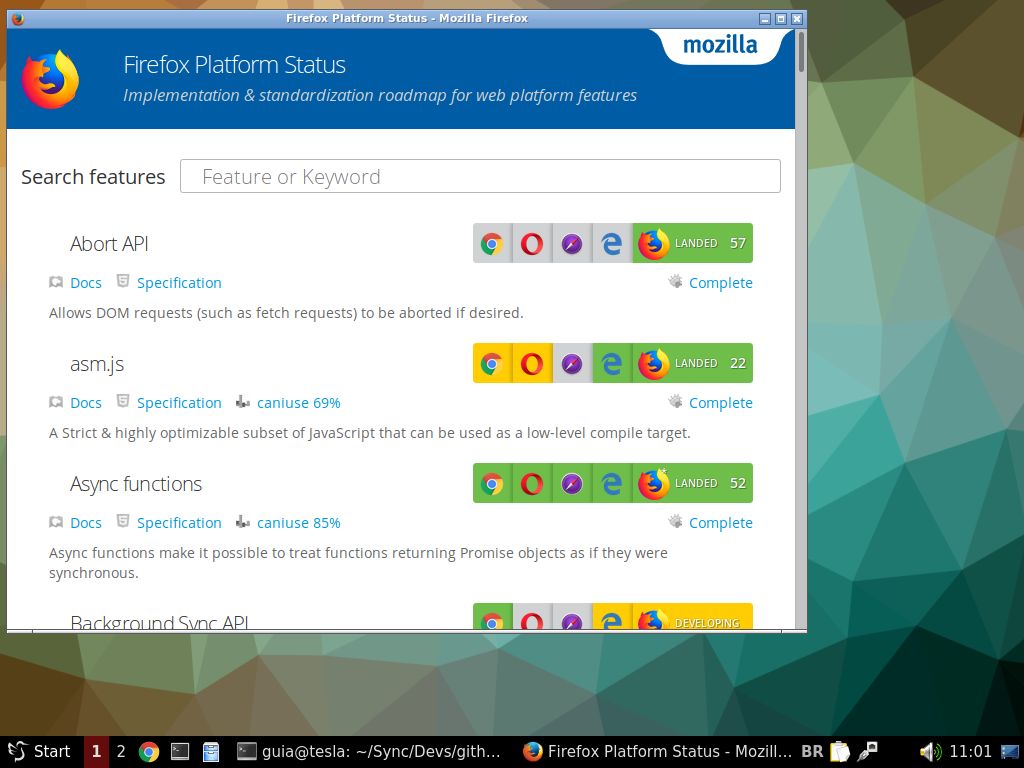 Firefox Platform Status - Mozilla Firefox
mozilla
Firefox Platform Status
Implementation & standardization roadmap for web platform features
Search features Feature or Keyword
Abort API LANDED 57
Docs Specification Complete
Allows DOM requests (such as fetch requests) to be aborted if desired.
asm.js LANDED 22
Docs Specification caniuse 69% Complete
A Strict & highly optimizable subset of JavaScript that can be used as a low-level compile target.
Async functions LANDED 52
Docs Specification caniuse 85% Complete
Async functions make it possible to treat functions returning Promise objects as if they were
synchronous.
Background Sync API DEVELOPING
Start 1 2 guia@tesla: ~/Sync/Devs/gith... Firefox Platform Status - Mozill... BR 11:01